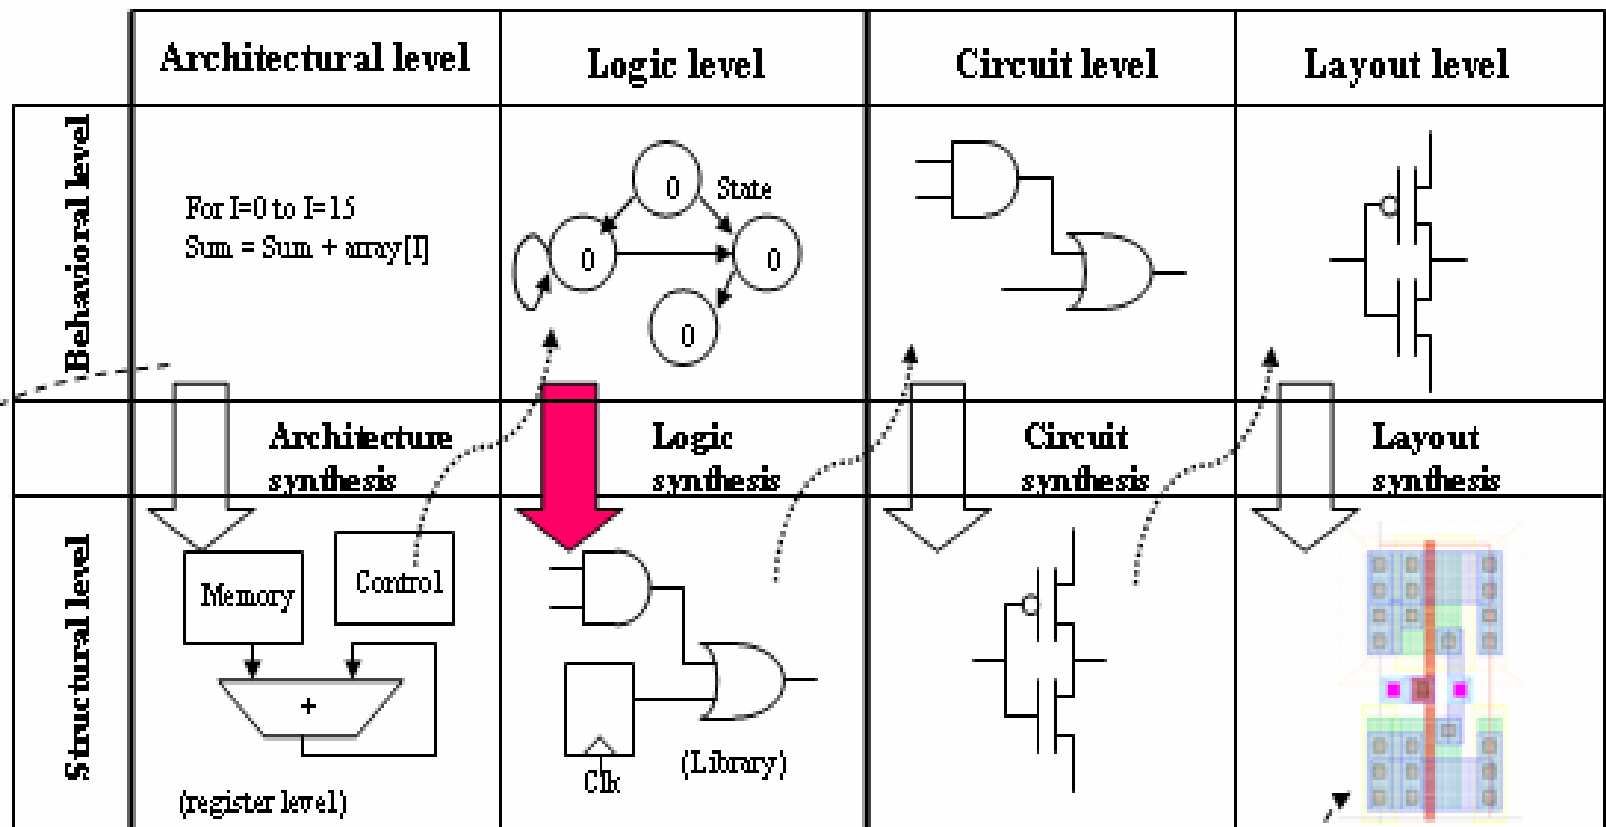 Architectural level
Logic level
Circuit level
Layout level
Behavioral level
For I=0 to I=15
Sum = Sum + array[I]
0
State
0
0
0
Architecture
synthesis
Logic
synthesis
Circuit
synthesis
Layout
synthesis
Structural level
Memory
Control
+
(register level)
Clk
(Library)